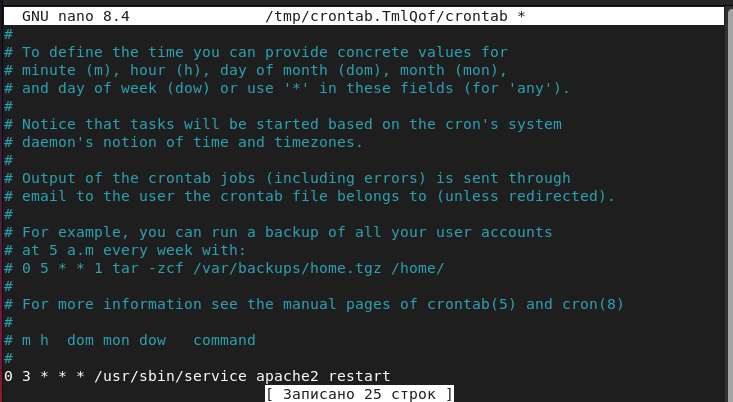 GNU nano 8.4 /tmp/crontab.TmlQof/crontab *
#
# To define the time you can provide concrete values for
# minute (m), hour (h), day of month (dom), month (mon),
# and day of week (dow) or use '*' in these fields (for 'any').
#
# Notice that tasks will be started based on the cron's system
# daemon's notion of time and timezones.
#
# Output of the crontab jobs (including errors) is sent through
# email to the user the crontab file belongs to (unless redirected).
#
# For example, you can run a backup of all your user accounts
# at 5 a.m every week with:
# 0 5 * * 1 tar -zcf /var/backups/home.tgz /home/
#
# For more information see the manual pages of crontab(5) and cron(8)
#
# m h  dom mon dow   command
#
0 3 * * * /usr/sbin/service apache2 restart
[ Записано 25 строк ]